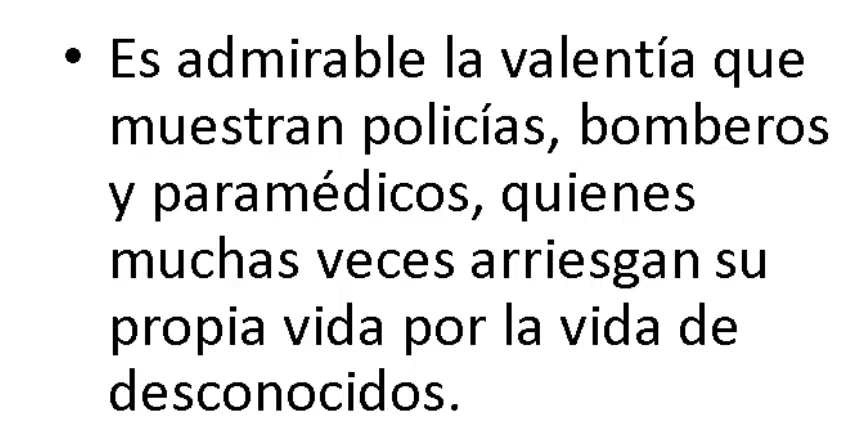 • Es admirable la valentía que
muestran policías, bomberos
y paramédicos, quienes
muchas veces arriesgan su
propia vida por la vida de
desconocidos.